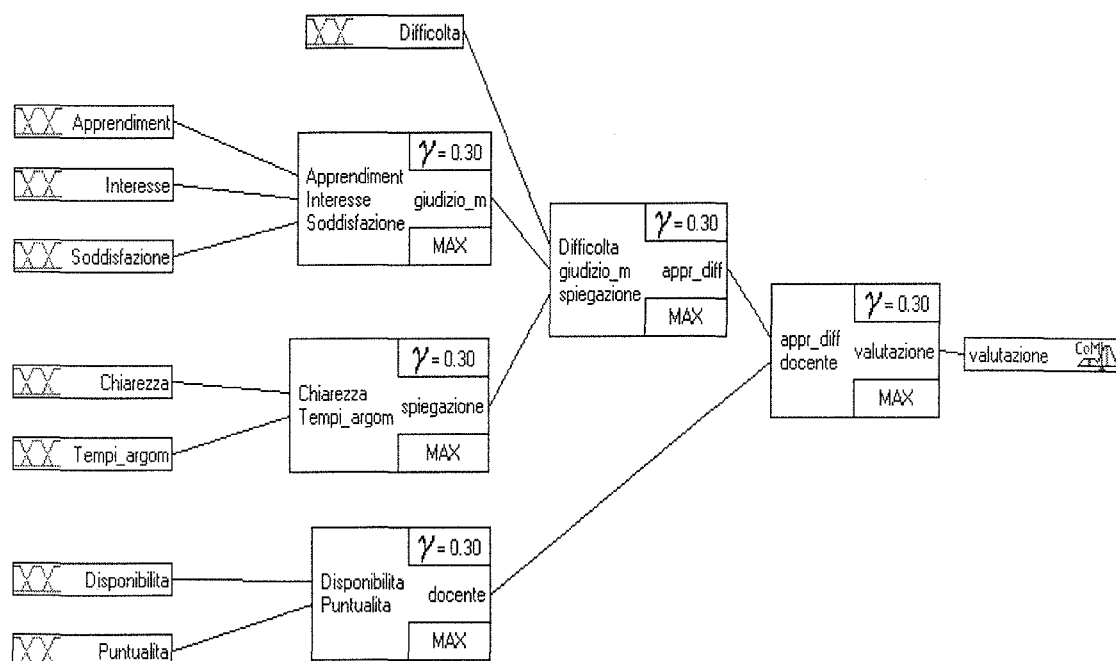 Difficolta
Apprendiment
Interesse
Soddisfazione
γ = 0.30
Apprendiment
Interesse
Soddisfazione
giudizio_m
MAX
γ = 0.30
Difficolta
giudizio_m
spiegazione
appr_diff
MAX
γ = 0.30
appr_diff
docente
valutazione
MAX
valutazione
CoM
Chiarezza
Tempi_argom
γ = 0.30
Chiarezza
Tempi_argom
spiegazione
MAX
Disponibilita
Puntualita
γ = 0.30
Disponibilita
Puntualita
docente
MAX